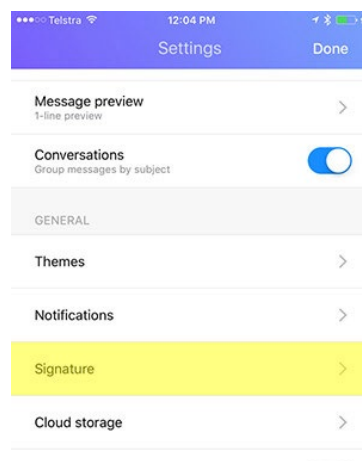 Telstra 12:04 PM
Settings Done
Message preview
1-line preview
Conversations
Group messages by subject
GENERAL
Themes
Notifications
Signature
Cloud storage